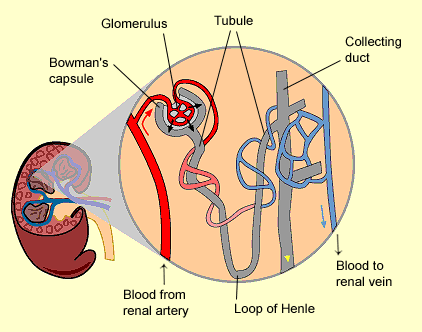 Glomerulus
Tubule
Collecting
duct
Bowman's
capsule
Blood from
renal artery
Loop of Henle
Blood to
renal vein